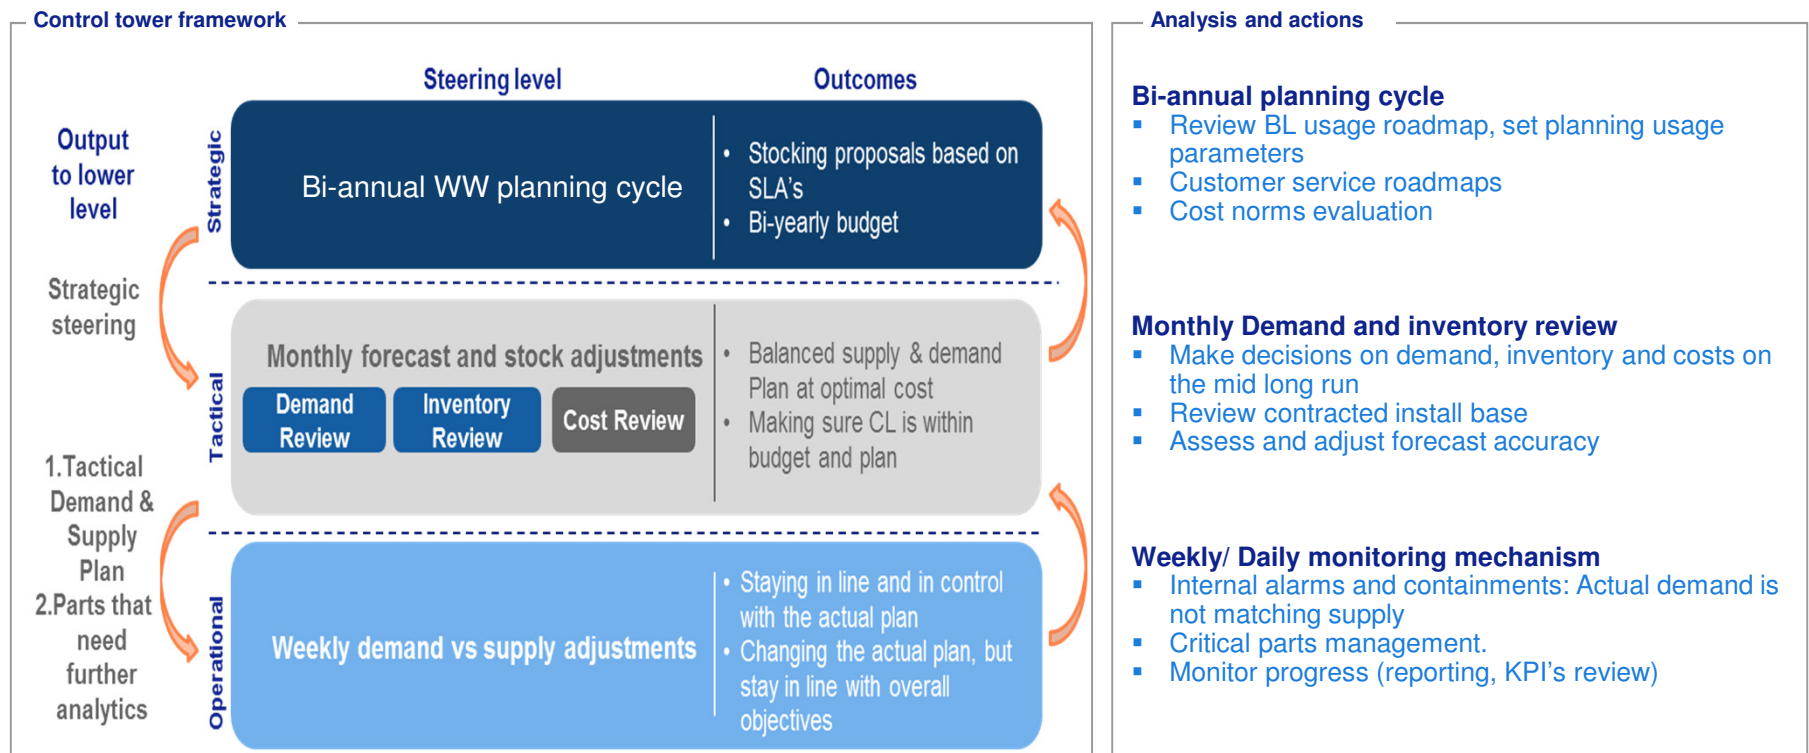 Control tower framework
Steering level
Outcomes
Output
to lower
level
Strategic
Bi-annual WW planning cycle
• Stocking proposals based on
SLA's
• Bi-yearly budget
Strategic
steering
Tactical
Monthly forecast and stock adjustments
Demand
Review
Inventory
Review
Cost Review
• Balanced supply & demand
Plan at optimal cost
• Making sure CL is within
budget and plan
1.Tactical
Demand &
Supply
Plan
2.Parts that
need
further
analytics
Operational
Weekly demand vs supply adjustments
• Staying in line and in control
with the actual plan
• Changing the actual plan, but
stay in line with overall
objectives
Analysis and actions
Bi-annual planning cycle
▪ Review BL usage roadmap, set planning usage
parameters
▪ Customer service roadmaps
▪ Cost norms evaluation
Monthly Demand and inventory review
▪ Make decisions on demand, inventory and costs on
the mid long run
▪ Review contracted install base
▪ Assess and adjust forecast accuracy
Weekly/ Daily monitoring mechanism
▪ Internal alarms and containments: Actual demand is
not matching supply
▪ Critical parts management.
▪ Monitor progress (reporting, KPI's review)